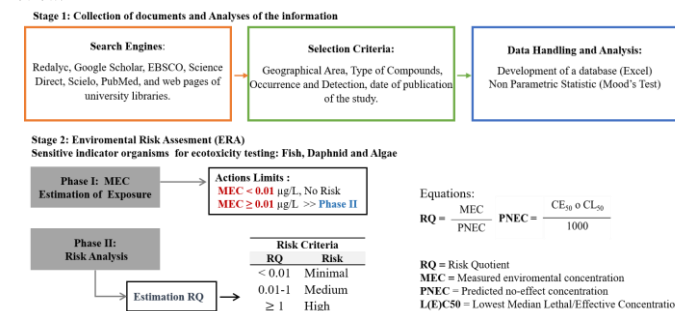 Stage 1: Collection of documents and Analyses of the information
Search Engines:
Redalyc, Google Scholar, EBSCO, Science
Direct, Scielo, PubMed, and web pages of
university libraries.
Selection Criteria:
Geographical Area, Type of Compounds,
Occurrence and Detection, date of publication
of the study.
Data Handling and Analysis:
Development of a database (Excel)
Non Parametric Statistic (Mood's Test)
Stage 2: Enviromental Risk Assesment (ERA)
Sensitive indicator organisms for ecotoxicity testing: Fish, Daphnid and Algae
Phase I: MEC
Estimation of Exposure
Actions Limits :
MEC < 0.01 µg/L, No Risk
MEC ≥ 0.01 µg/L >> Phase II
Phase II:
Risk Analysis
Estimation RQ
Risk Criteria
RQ Risk
< 0.01 Minimal
0.01-1 Medium
≥ 1 High
Equations:
RQ = MEC / PNEC PNEC = CE50 o CL50 / 1000
RQ = Risk Quotient
MEC = Measured enviromental concentration
PNEC = Predicted no-effect concentration
L(E)C50 = Lowest Median Lethal/Effective Concentratio